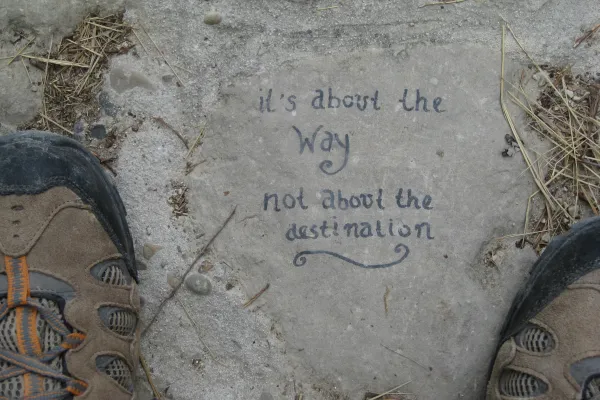 it's about the
Way
not about the
destination